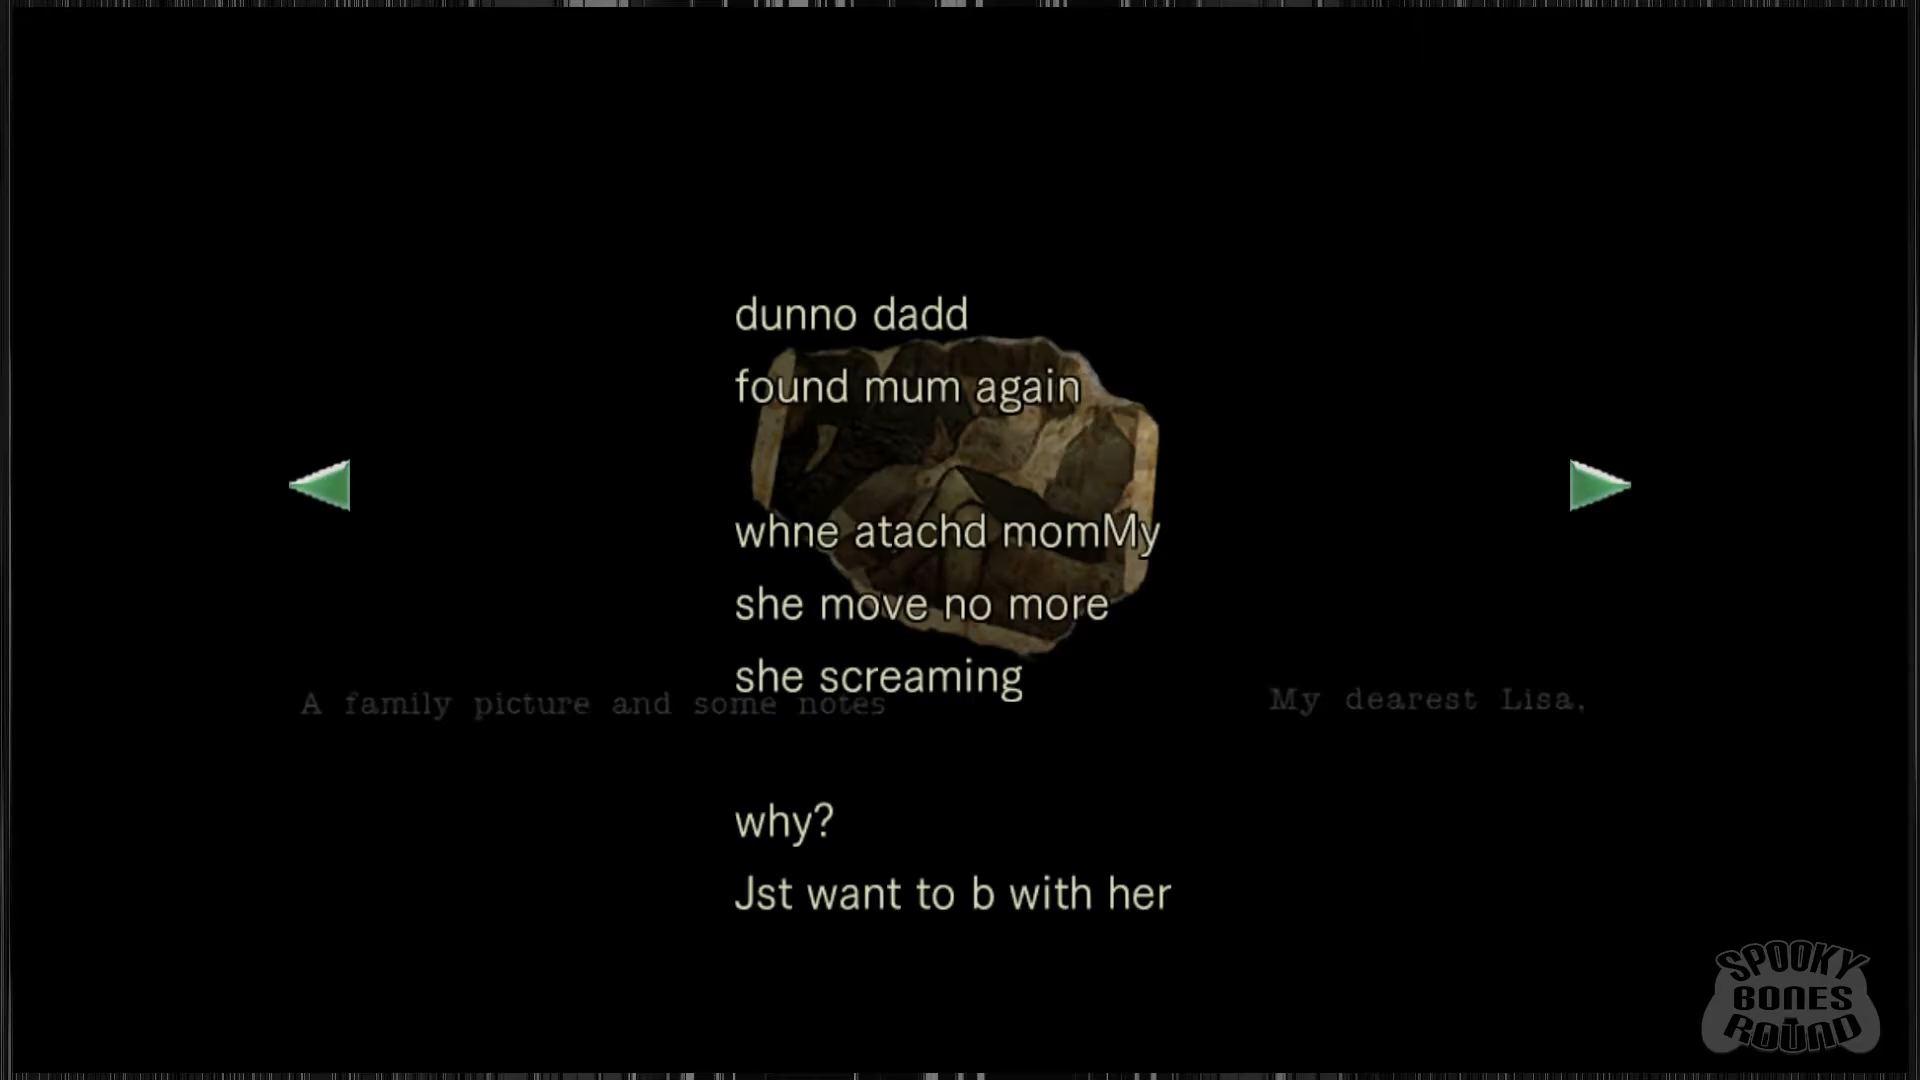 dunno dadd
found mum again
whne atachd momMy
she move no more
she screaming
A family picture and some notes
My dearest Lisa,
why?
Jst want to b with her
SPOOKY
BONES
ROUND